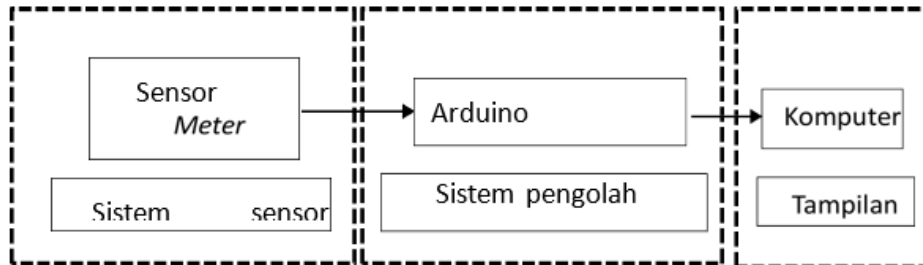 Sensor
Meter
Sistem sensor
Arduino
Sistem pengolah
Komputer
Tampilan